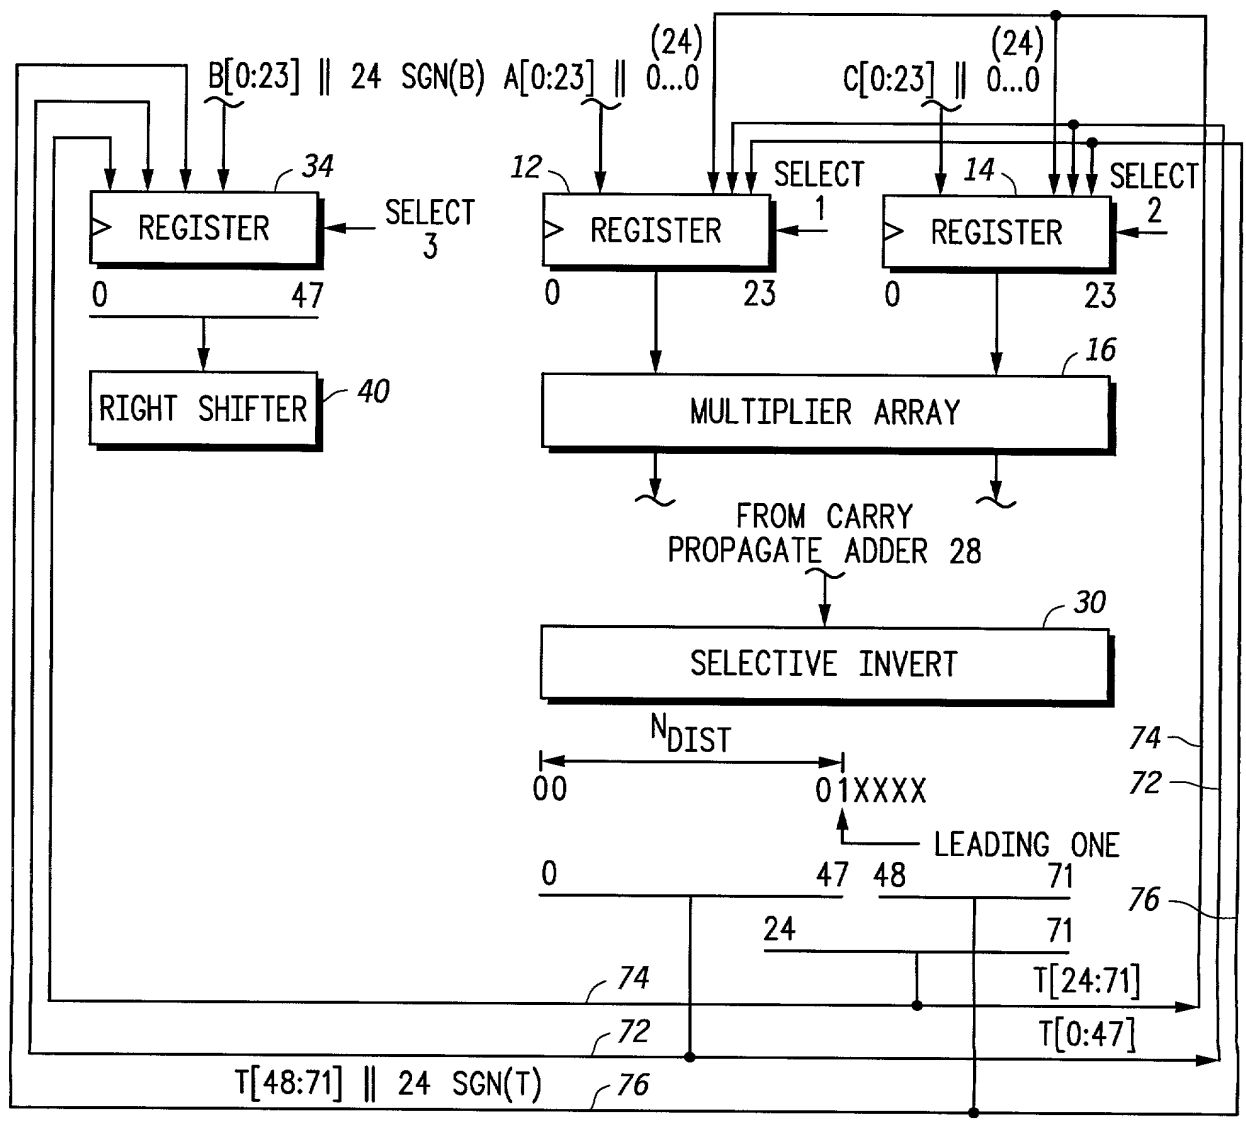 (24) (24)
B[0:23] || 24 SGN(B) A[0:23] || 0...0 C[0:23] || 0...0
34 12 14
SELECT 1
SELECT 2
REGISTER
SELECT 3
REGISTER
REGISTER
0 47
0 23
0 23
16
RIGHT SHIFTER
40
MULTIPLIER ARRAY
FROM CARRY
PROPAGATE ADDER 28
30
SELECTIVE INVERT
NDIST
74
72
00 01XXXX
LEADING ONE
0 47 48 71
76
24 71
74
T[24:71]
72
T[0:47]
T[48:71] || 24 SGN(T)
76